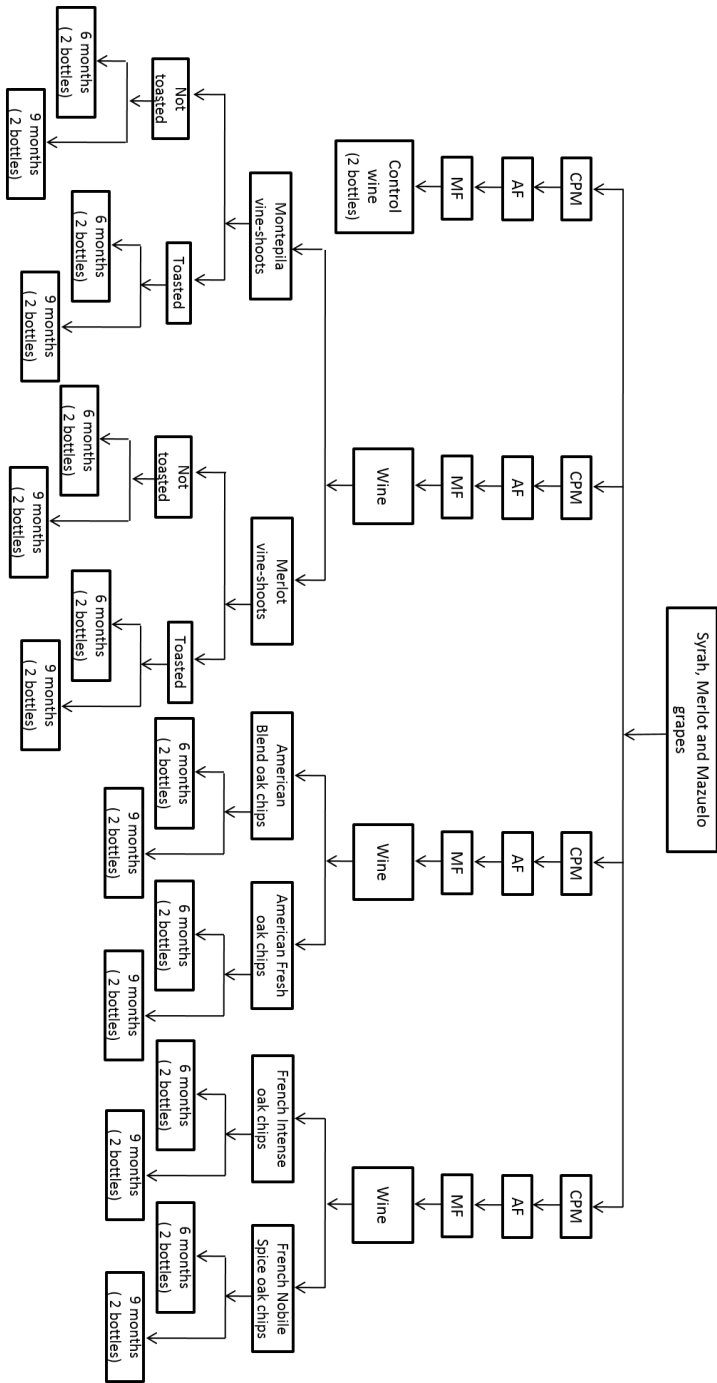 Syrah, Merlot and Mazuelo
grapes
CPM
CPM
CPM
CPM
AF
AF
AF
AF
MF
MF
MF
MF
Control
wine
(2 bottles)
Wine
Wine
Wine
Montepila
vine-shoots
Merlot
vine-shoots
American
Blend oak chips
American Fresh
oak chips
French Intense
oak chips
French Nobile
Spice oak chips
Not
toasted
Toasted
Not
toasted
Toasted
6 months
( 2 bottles)
9 months
( 2 bottles)
6 months
( 2 bottles)
9 months
( 2 bottles)
6 months
( 2 bottles)
9 months
( 2 bottles)
6 months
( 2 bottles)
9 months
( 2 bottles)
6 months
( 2 bottles)
9 months
( 2 bottles)
6 months
( 2 bottles)
9 months
( 2 bottles)
6 months
( 2 bottles)
9 months
( 2 bottles)
6 months
( 2 bottles)
9 months
( 2 bottles)